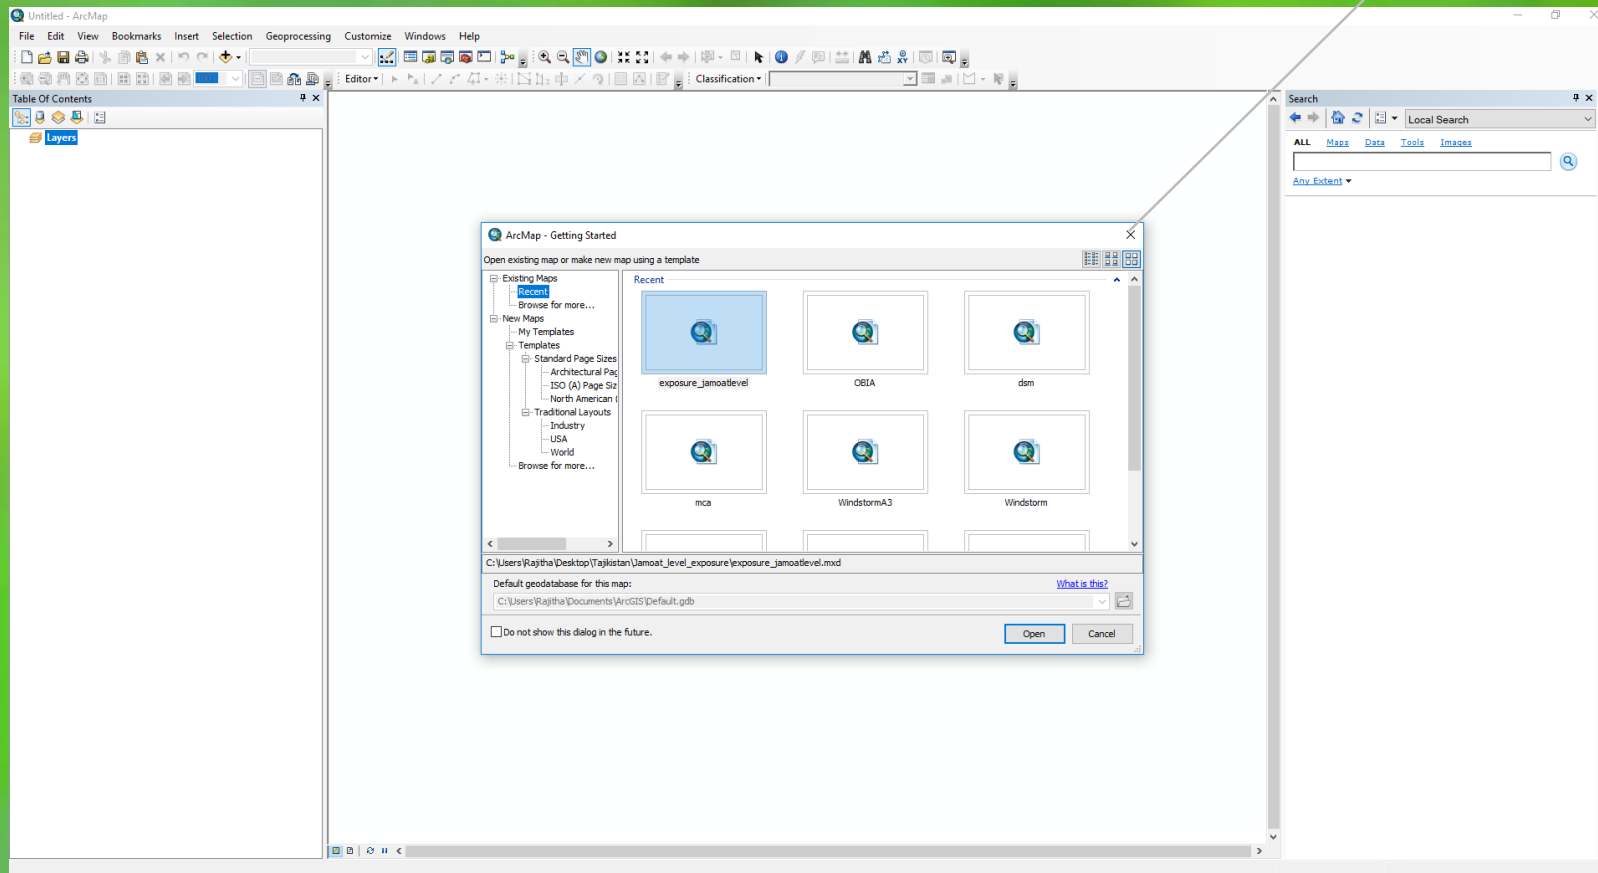 Untitled - ArcMap
File Edit View Bookmarks Insert Selection Geoprocessing Customize Windows Help
Editor
Classification
Table Of Contents
Layers
Search
Local Search
ALL Maps Data Tools Images
Any Extent
ArcMap - Getting Started
Open existing map or make new map using a template
Existing Maps
Recent
Browse for more...
New Maps
My Templates
Templates
Standard Page Sizes
Architectural Pag
ISO (A) Page Siz
North American (
Traditional Layouts
Industry
USA
World
Browse for more...
Recent
exposure_jamoatlevel
OBIA
dsm
mca
WindstormA3
Windstorm
C:\Users\Rajitha\Desktop\Tajikistan\Jamoat_level_exposure\exposure_jamoatlevel.mxd
Default geodatabase for this map:
What is this?
C:\Users\Rajitha\Documents\ArcGIS\Default.gdb
Do not show this dialog in the future.
Open
Cancel